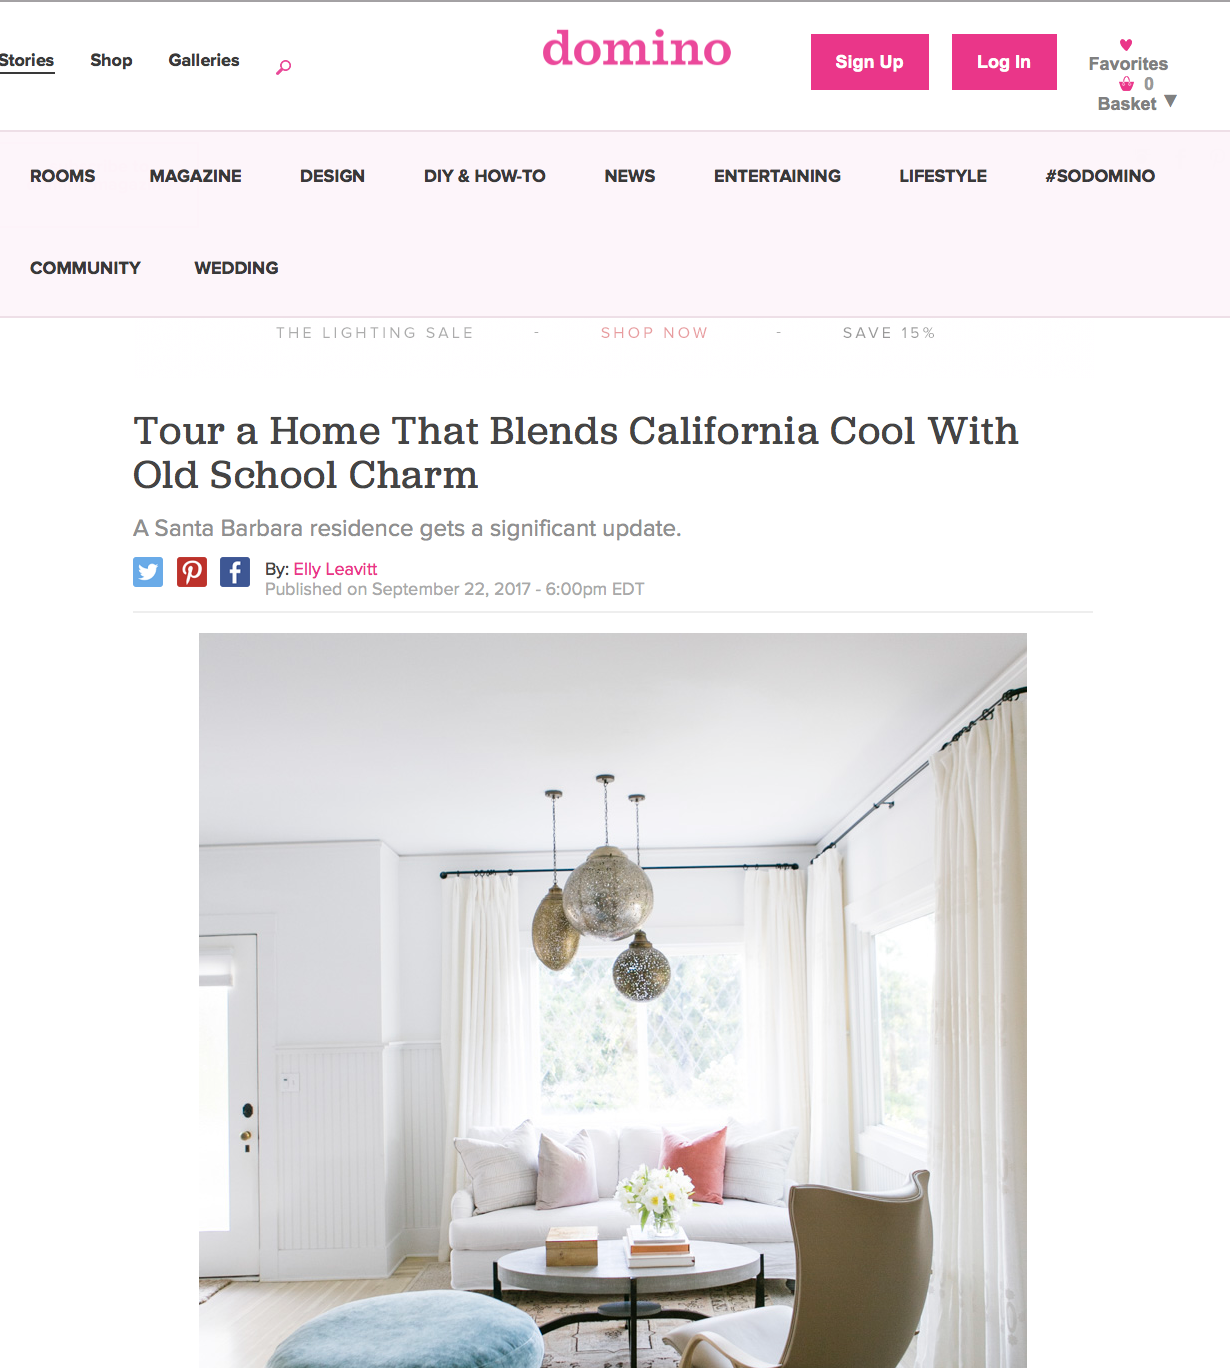 Stories Shop Galleries
domino
Sign Up Log In
Favorites
0
Basket
ROOMS MAGAZINE DESIGN DIY & HOW-TO NEWS ENTERTAINING LIFESTYLE #SODOMINO
COMMUNITY WEDDING
THE LIGHTING SALE - SHOP NOW - SAVE 15%
Tour a Home That Blends California Cool With
Old School Charm
A Santa Barbara residence gets a significant update.
By: Elly Leavitt
Published on September 22, 2017 - 6:00pm EDT